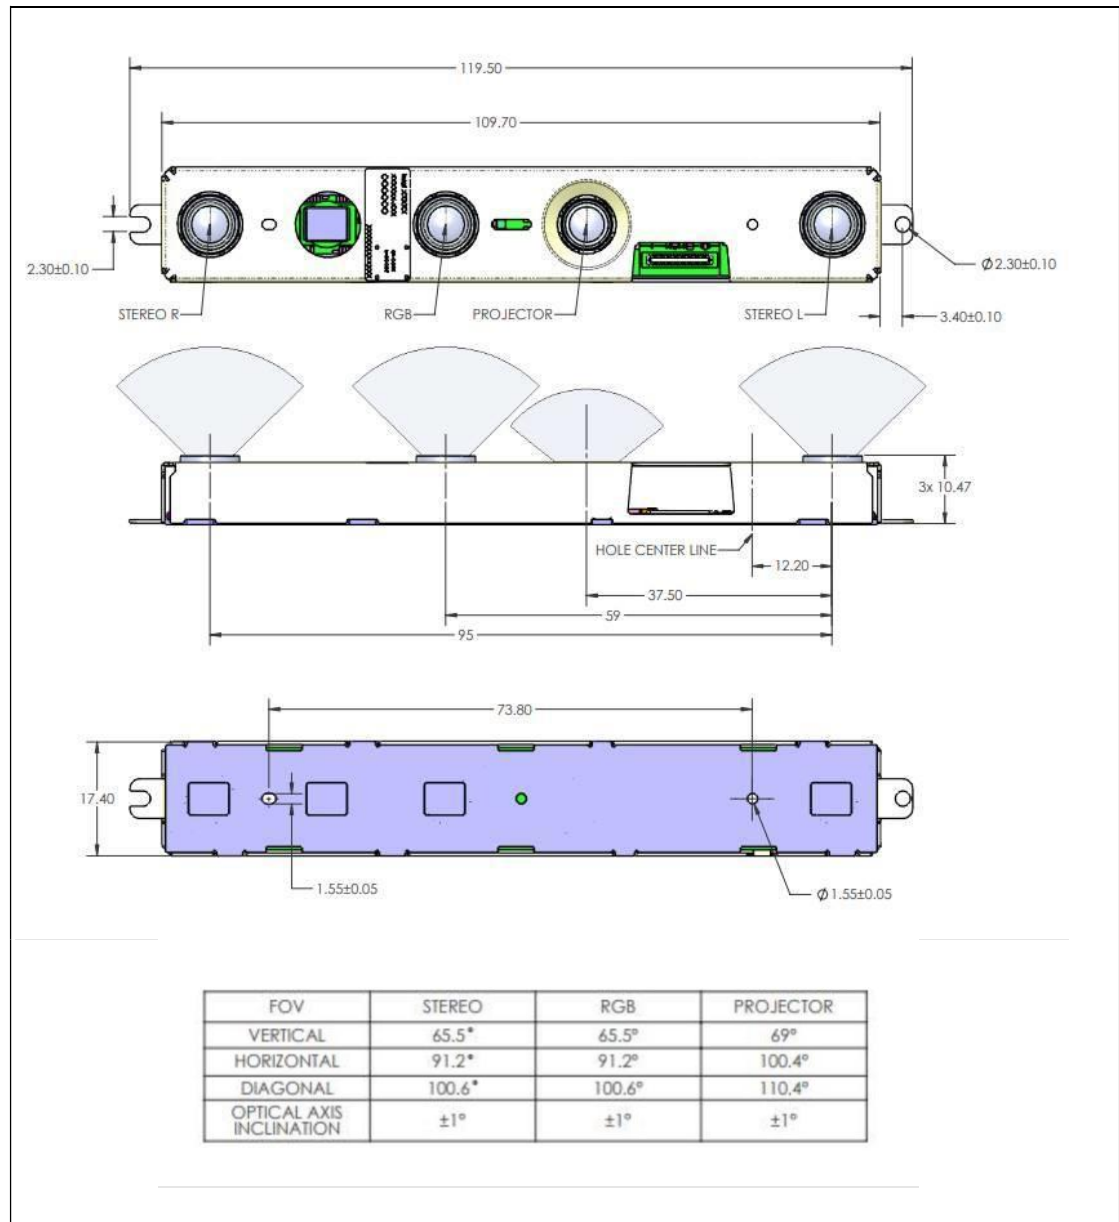 119.50
109.70
2.30±0.10
Ø2.30±0.10
STEREO R
RGB
PROJECTOR
STEREO L
3.40±0.10
3x 10.47
HOLE CENTER LINE
12.20
37.50
59
95
73.80
17.40
1.55±0.05
Ø1.55±0.05
FOV STEREO RGB PROJECTOR
VERTICAL 65.5° 65.5° 69°
HORIZONTAL 91.2° 91.2° 100.4°
DIAGONAL 100.6° 100.6° 110.4°
OPTICAL AXIS
INCLINATION ±1° ±1° ±1°